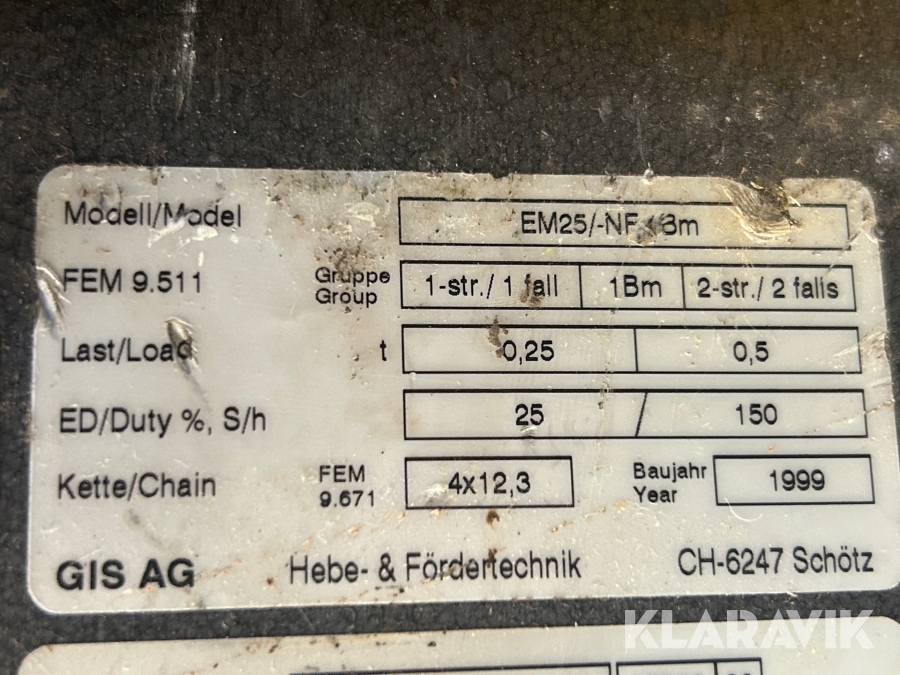 Modell/Model EM25/-NF Bm
FEM 9.511 Gruppe Group 1-str./ 1 fall 1Bm 2-str./ 2 falls
Last/Load t 0,25 0,5
ED/Duty %, S/h 25 / 150
Kette/Chain FEM 9.671 4x12,3 Baujahr Year 1999
GIS AG Hebe- & Fördertechnik CH-6247 Schötz
KLARAVIK